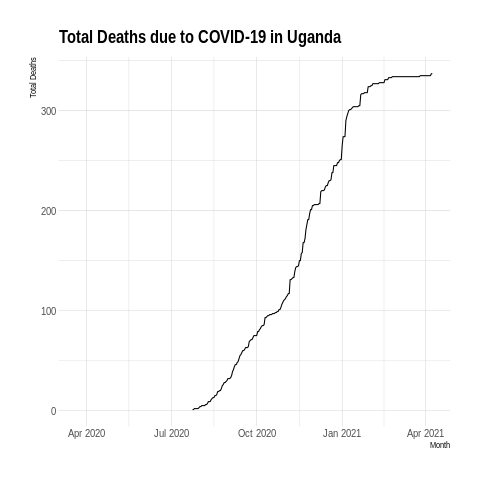 Total Deaths due to COVID-19 in Uganda
Total Deaths
300
200
100
0
Apr 2020 Jul 2020 Oct 2020 Jan 2021 Apr 2021
Month